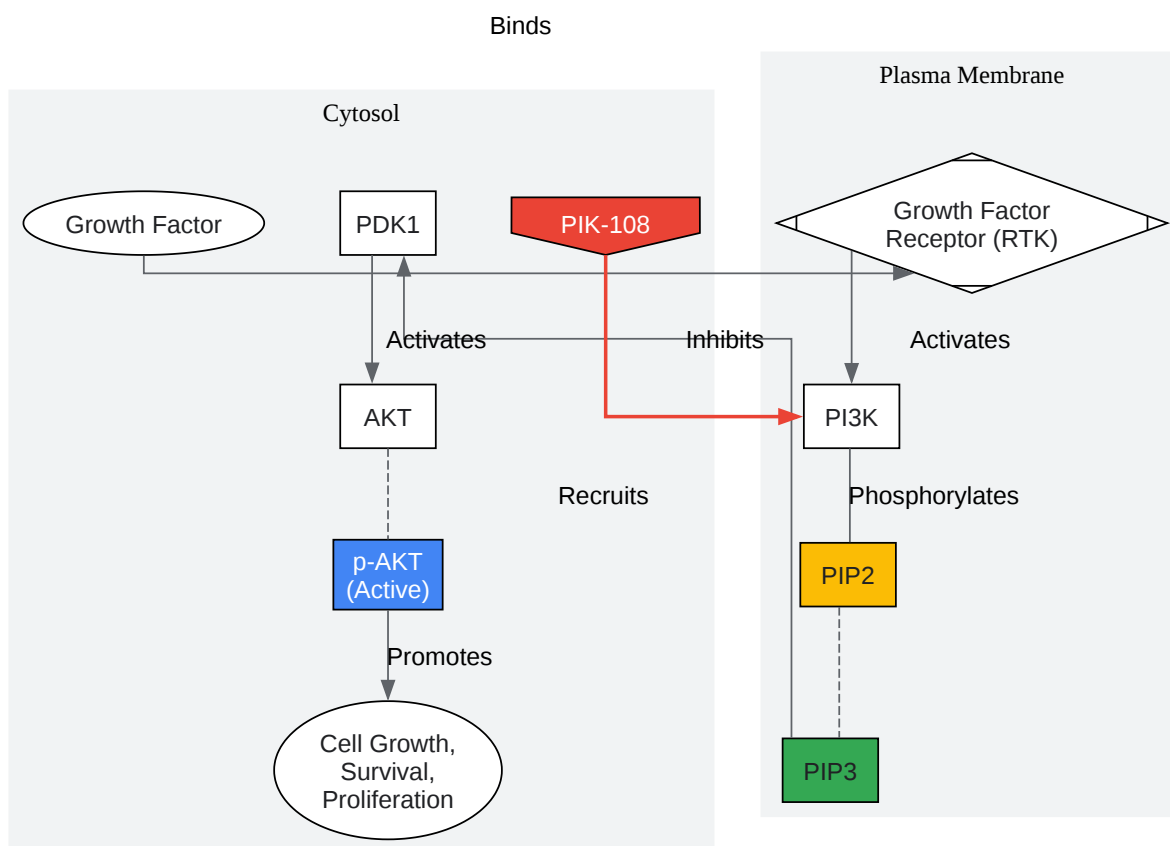 Binds
Plasma Membrane
Cytosol
Growth Factor
PDK1
PIK-108
Growth Factor
Receptor (RTK)
Activates
Inhibits
Activates
AKT
PI3K
Recruits
Phosphorylates
p-AKT
(Active)
PIP2
Promotes
Cell Growth,
Survival,
Proliferation
PIP3